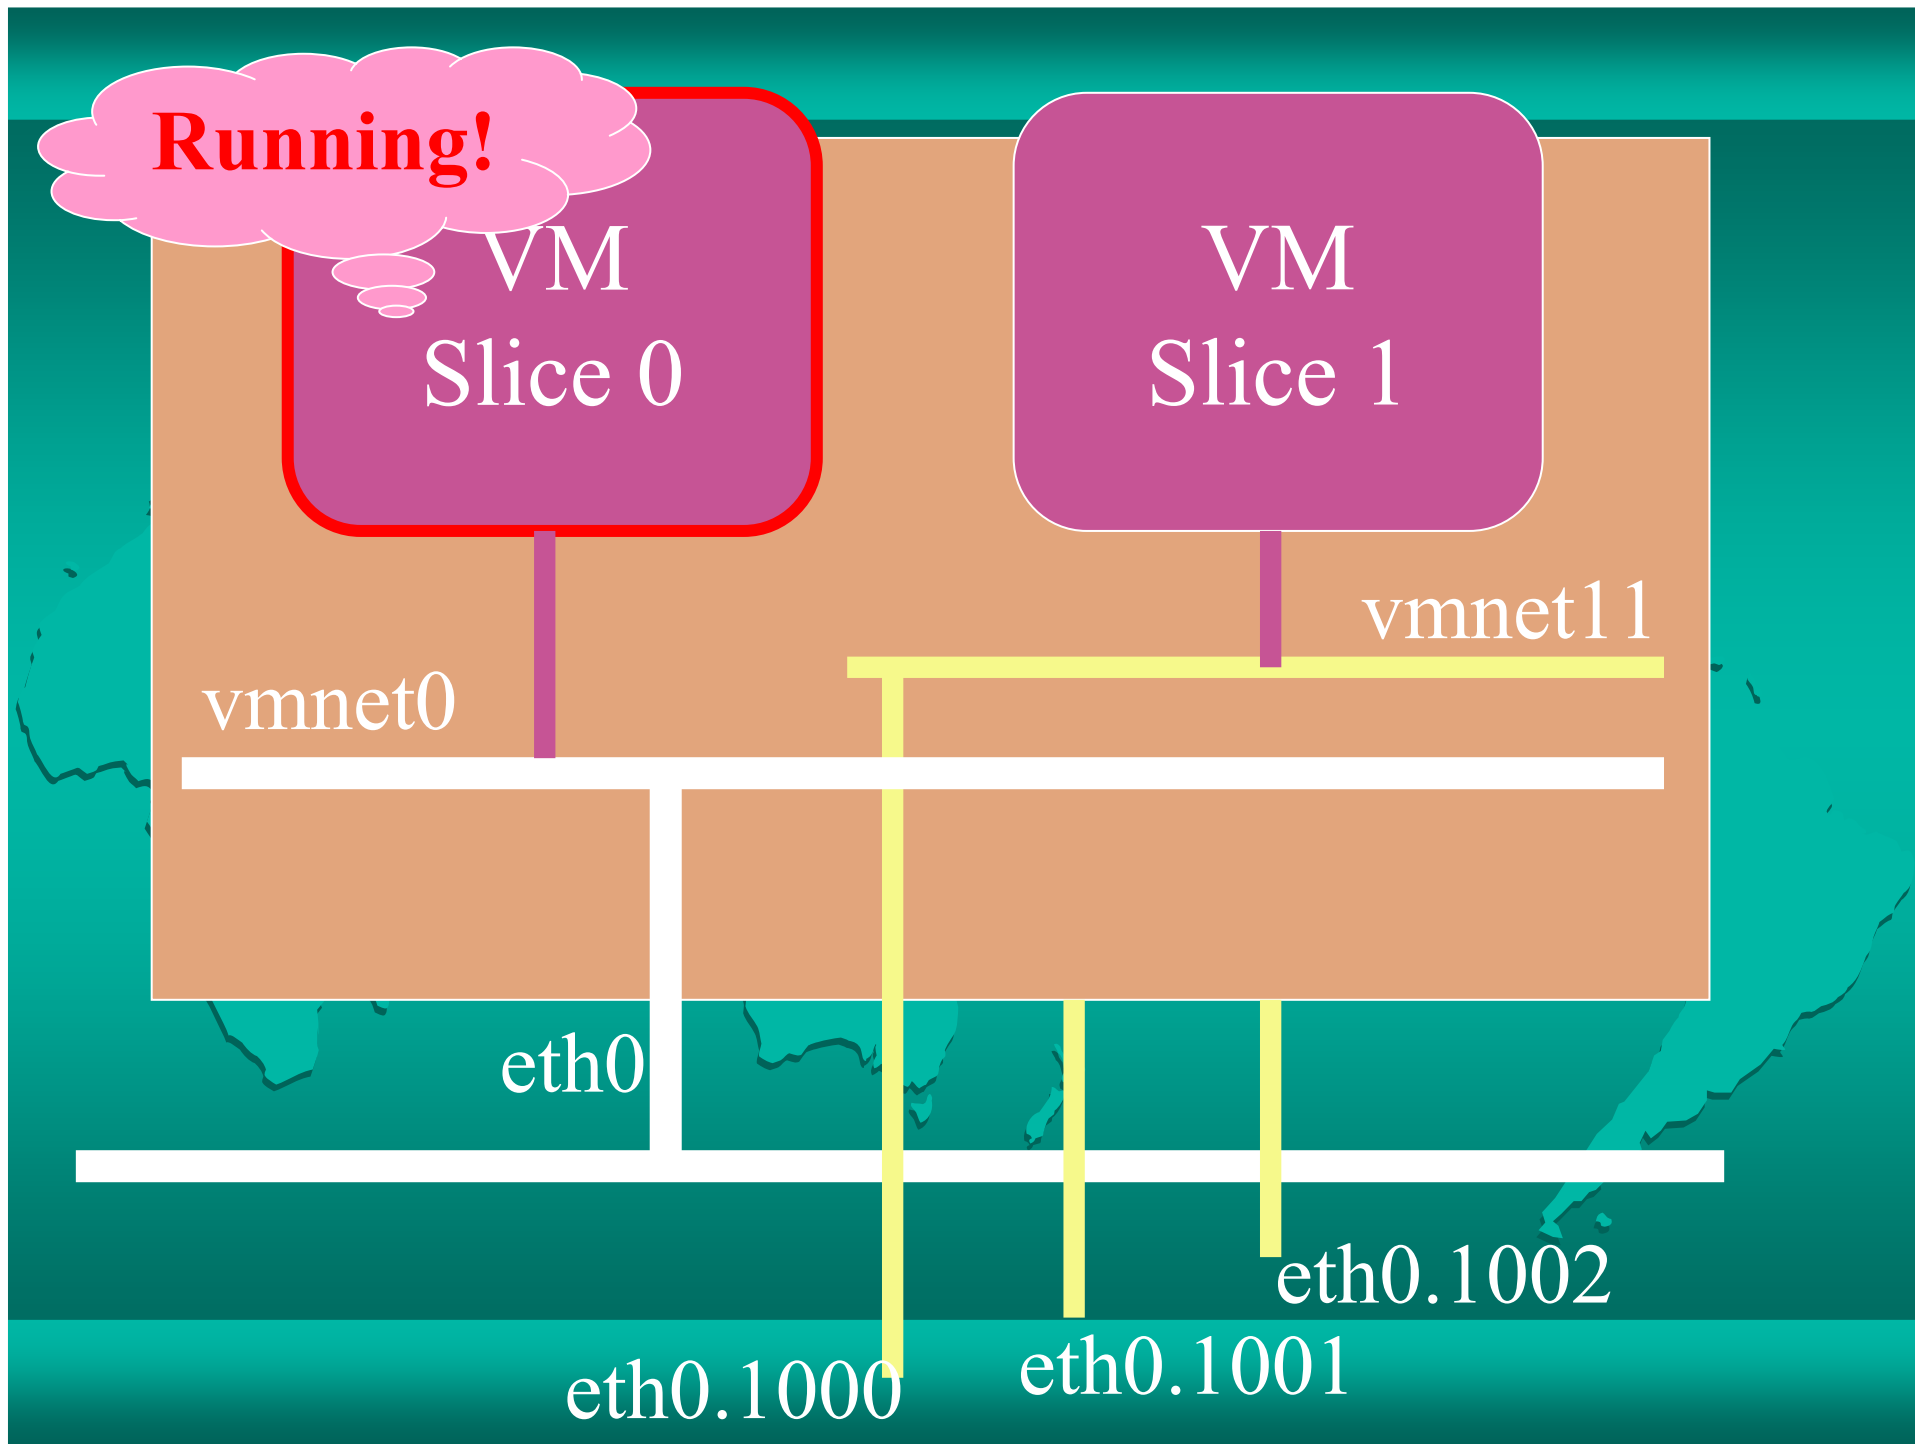 Running!
VM
Slice 0
VM
Slice 1
vmnet11
vmnet0
eth0
eth0.1002
eth0.1001
eth0.1000